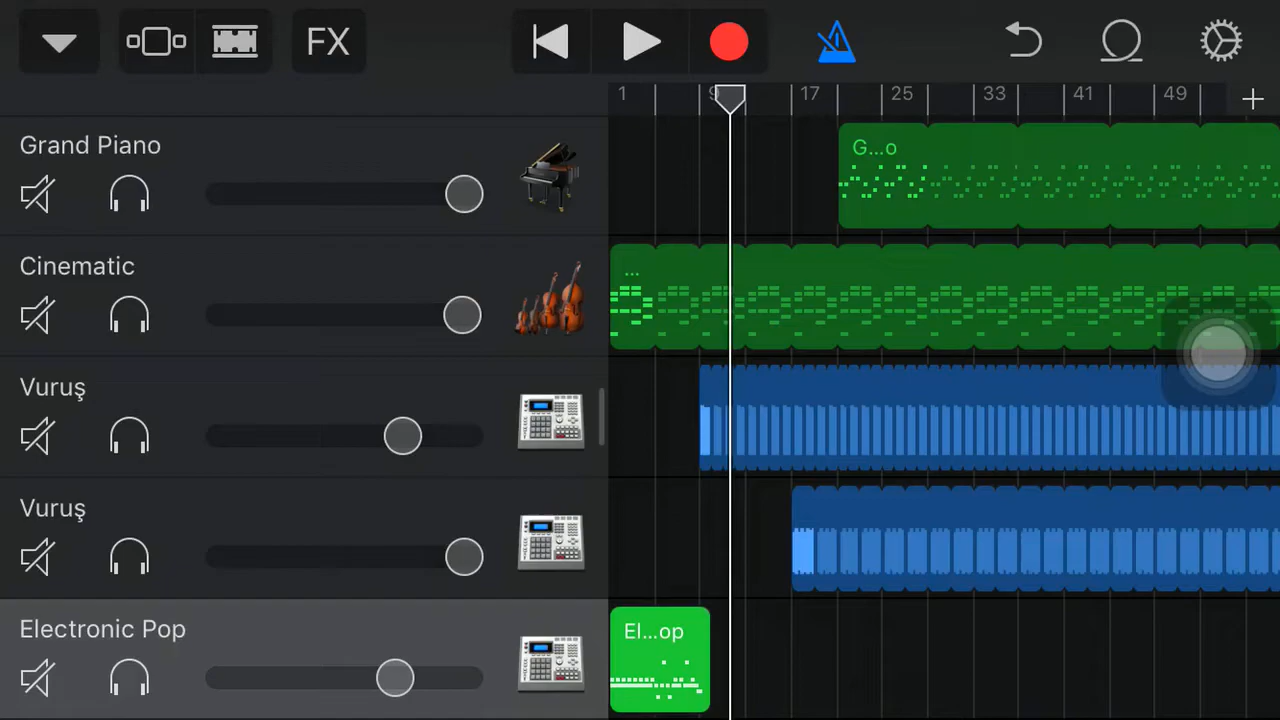 FX
1 9 17 25 33 41 49
Grand Piano
G...o
Cinematic
...
Vuruş
Vuruş
Electronic Pop
El...op